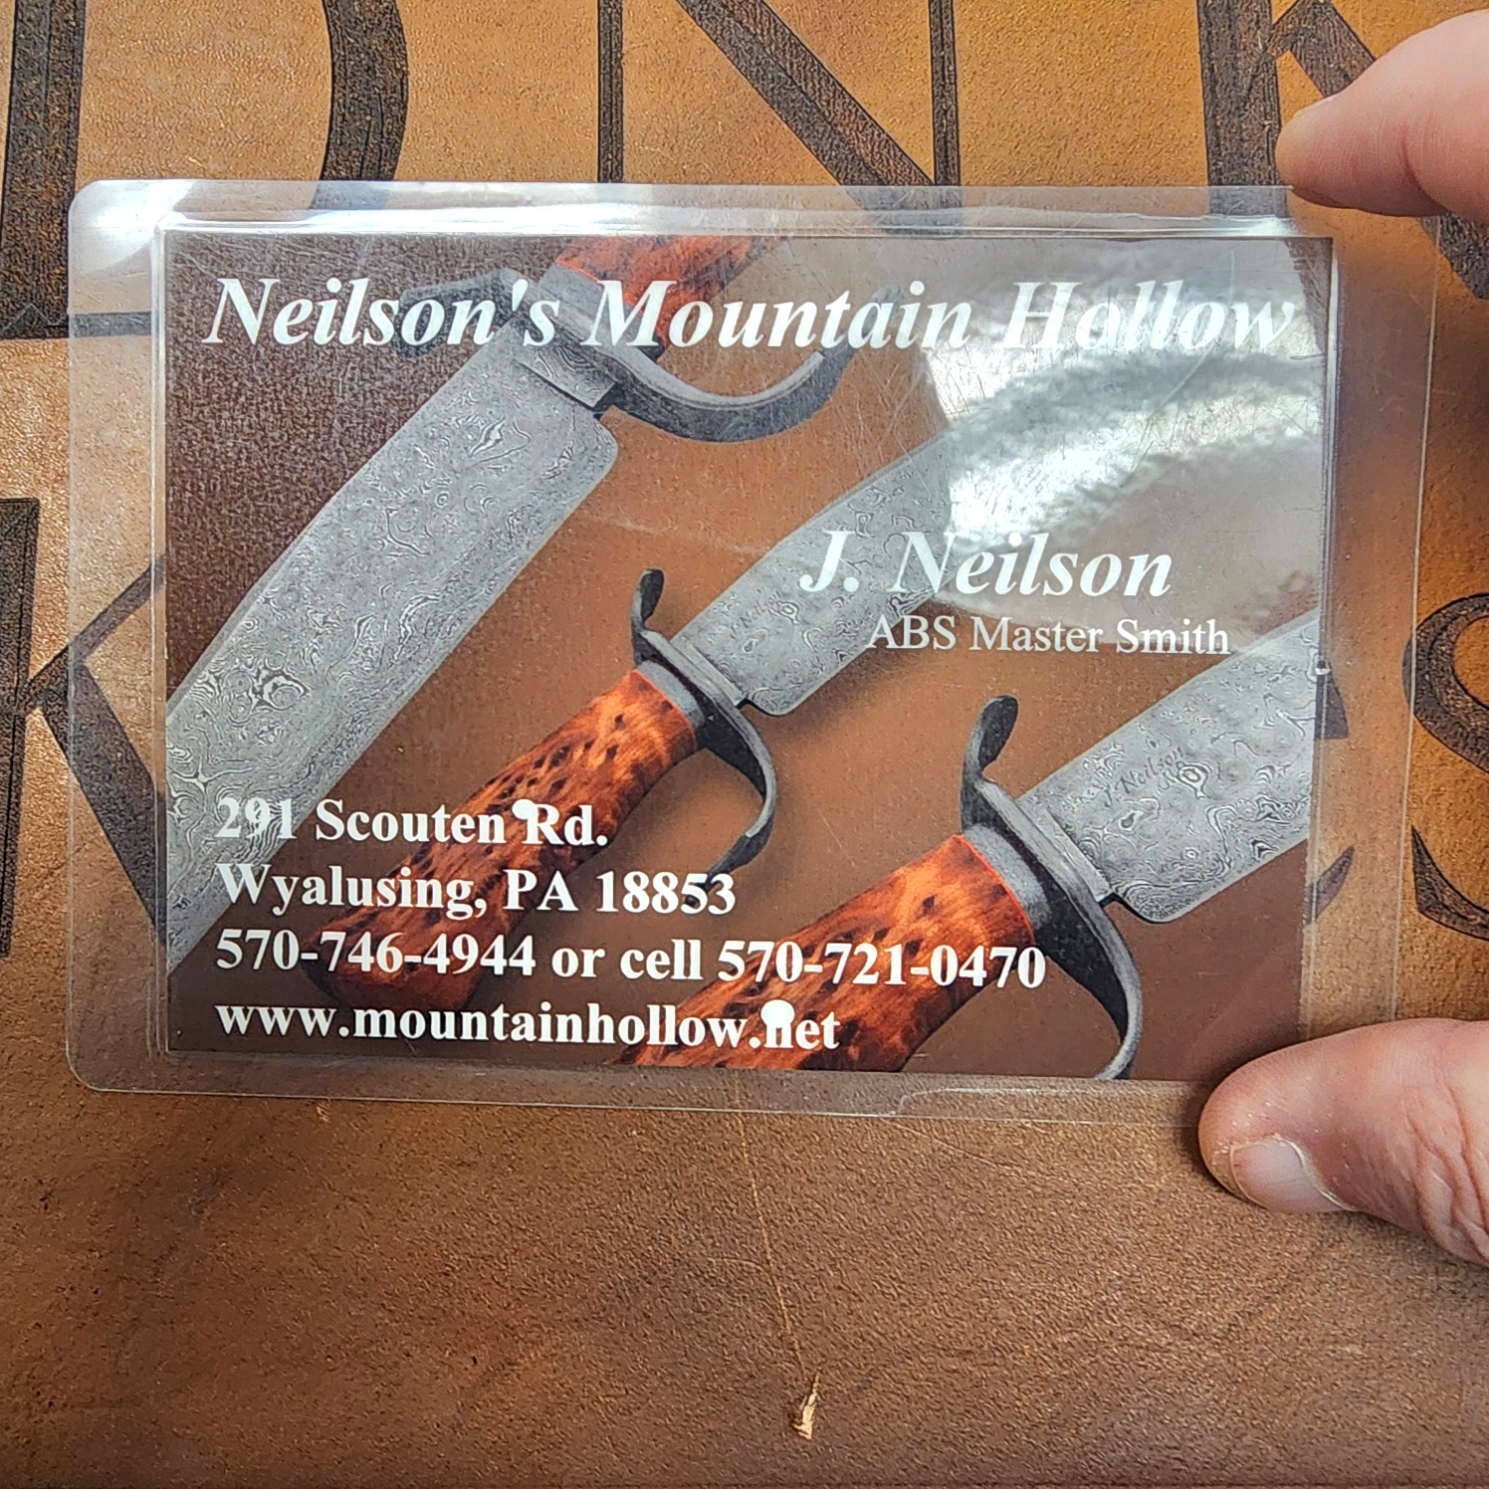 Neilson's Mountain Hollow
J. Neilson
ABS Master Smith
J. Neilson
291 Scouten Rd.
Wyalusing, PA 18853
570-746-4944 or cell 570-721-0470
www.mountainhollow.net